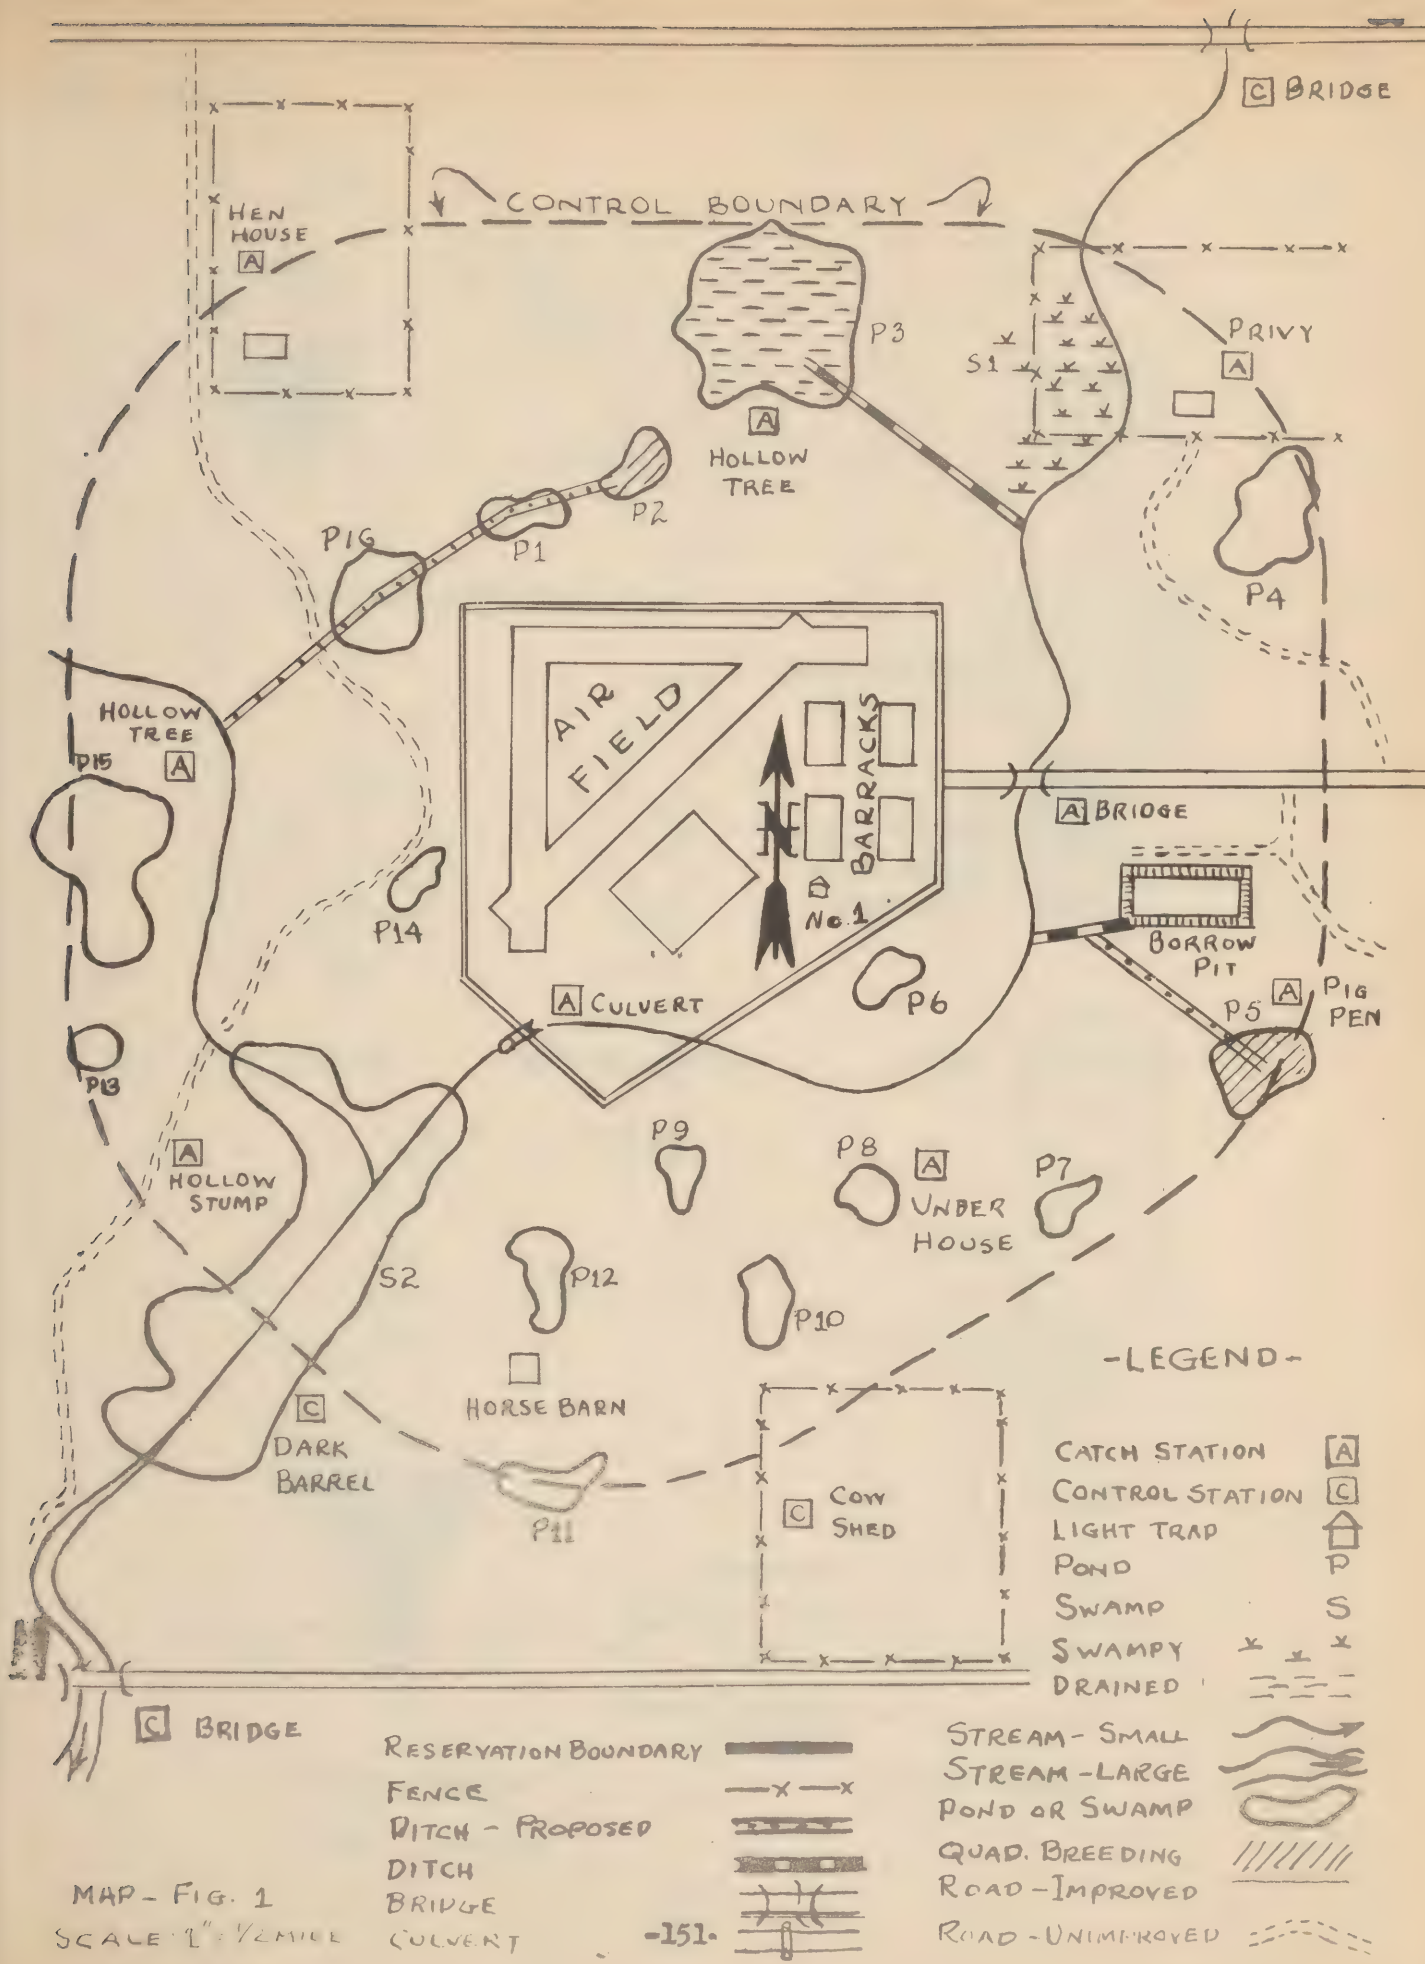 C BRIDGE
CONTROL BOUNDARY
HEN
HOUSE
A
P3
PRIVY
A
S1
A
HOLLOW
TREE
P2
P1
P16
P4
AIR
FIELD
BARRACKS
HOLLOW
TREE
A
P15
A BRIDGE
N
No. 1
P14
BORROW
PIT
A CULVERT
P6
P5
A
PIG
PEN
P13
P9
P8
A
UNDER
HOUSE
P7
A
HOLLOW
STUMP
S2
P12
P10
HORSE BARN
C
DARK
BARREL
P11
C COW
SHED
-LEGEND-
CATCH STATION A
CONTROL STATION C
LIGHT TRAP
POND P
SWAMP S
SWAMPY
DRAINED
C BRIDGE
RESERVATION BOUNDARY
FENCE
DITCH - PROPOSED
DITCH
BRIDGE
CULVERT
STREAM - SMALL
STREAM - LARGE
POND OR SWAMP
QUAD. BREEDING
ROAD - IMPROVED
ROAD - UNIMPROVED
MAP - FIG. 1
SCALE 1" 1/2 MILE
-151-